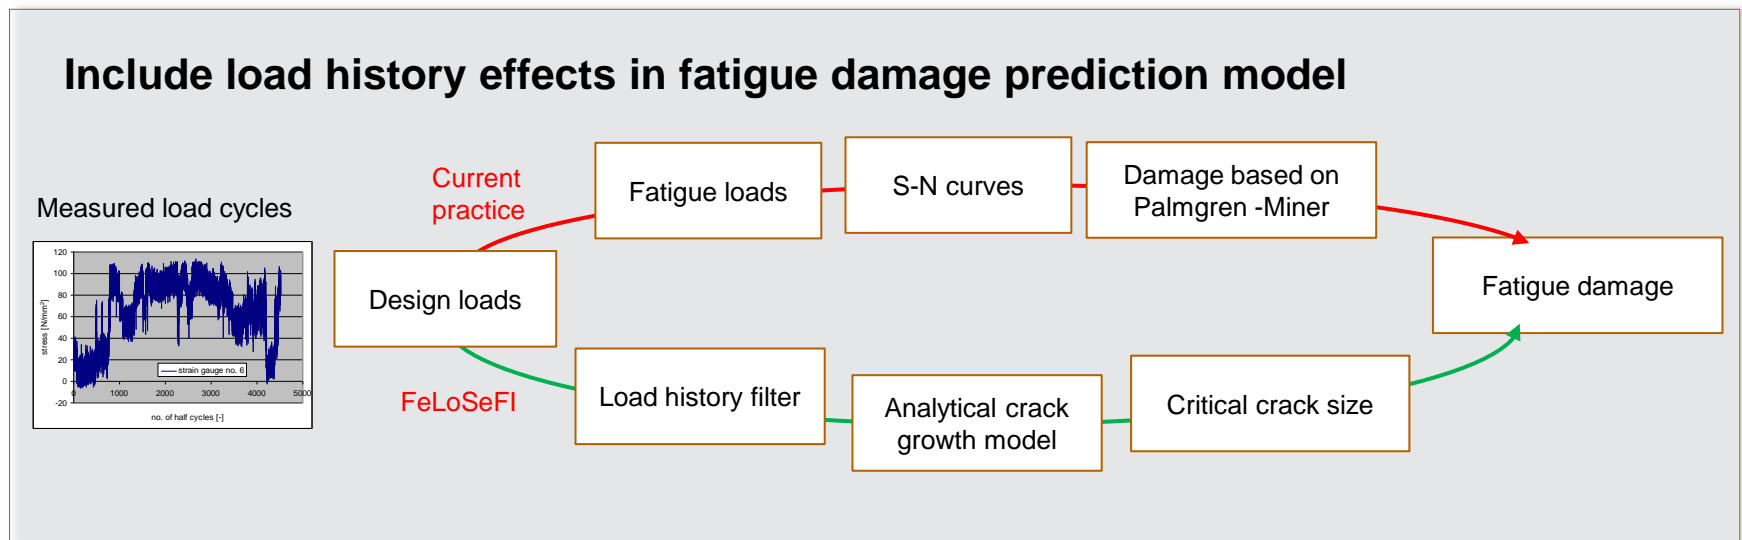 Include load history effects in fatigue damage prediction model
Measured load cycles
120
100
80
60
40
20
0
-20
stress [N/mm²]
0
1000
2000
3000
4000
5000
strain gauge no. 6
no. of half cycles [-]
Current
practice
Design loads
Fatigue loads
S-N curves
Damage based on
Palmgren -Miner
Fatigue damage
FeLoSeFI
Load history filter
Analytical crack
growth model
Critical crack size